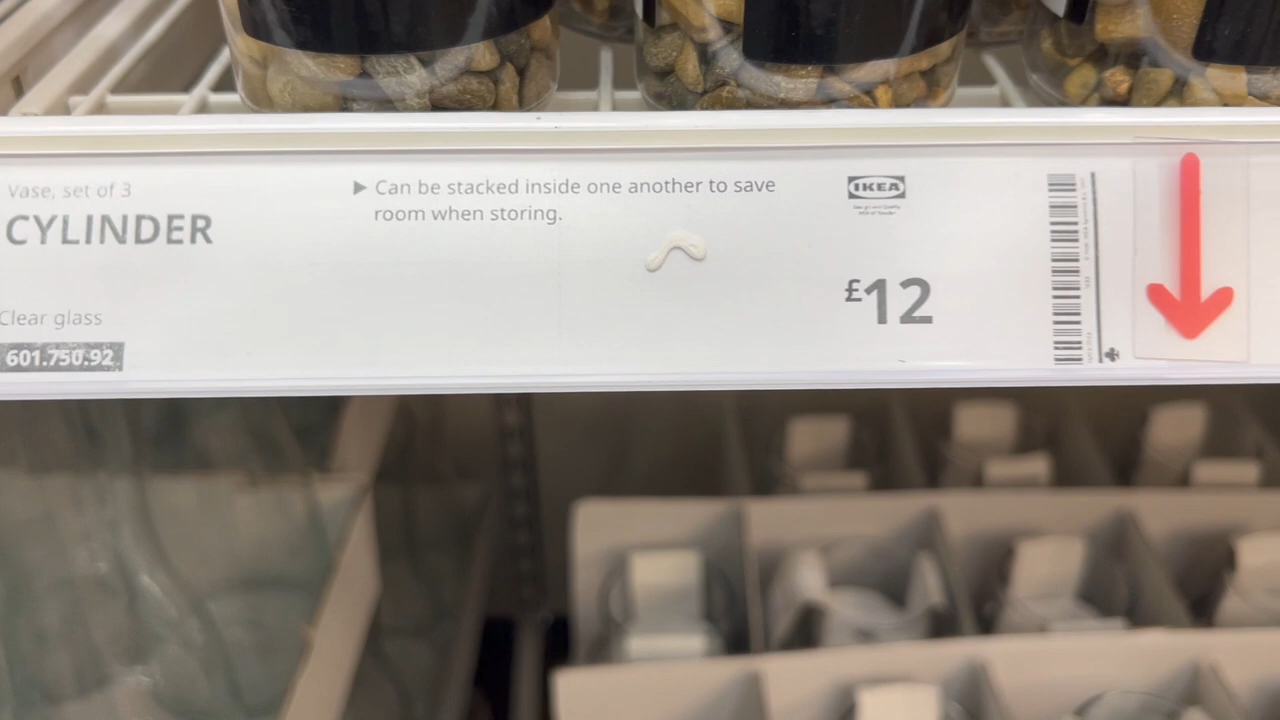 Vase, set of 3
CYLINDER
Clear glass
601.750.92
▶ Can be stacked inside one another to save
room when storing.
IKEA
£12